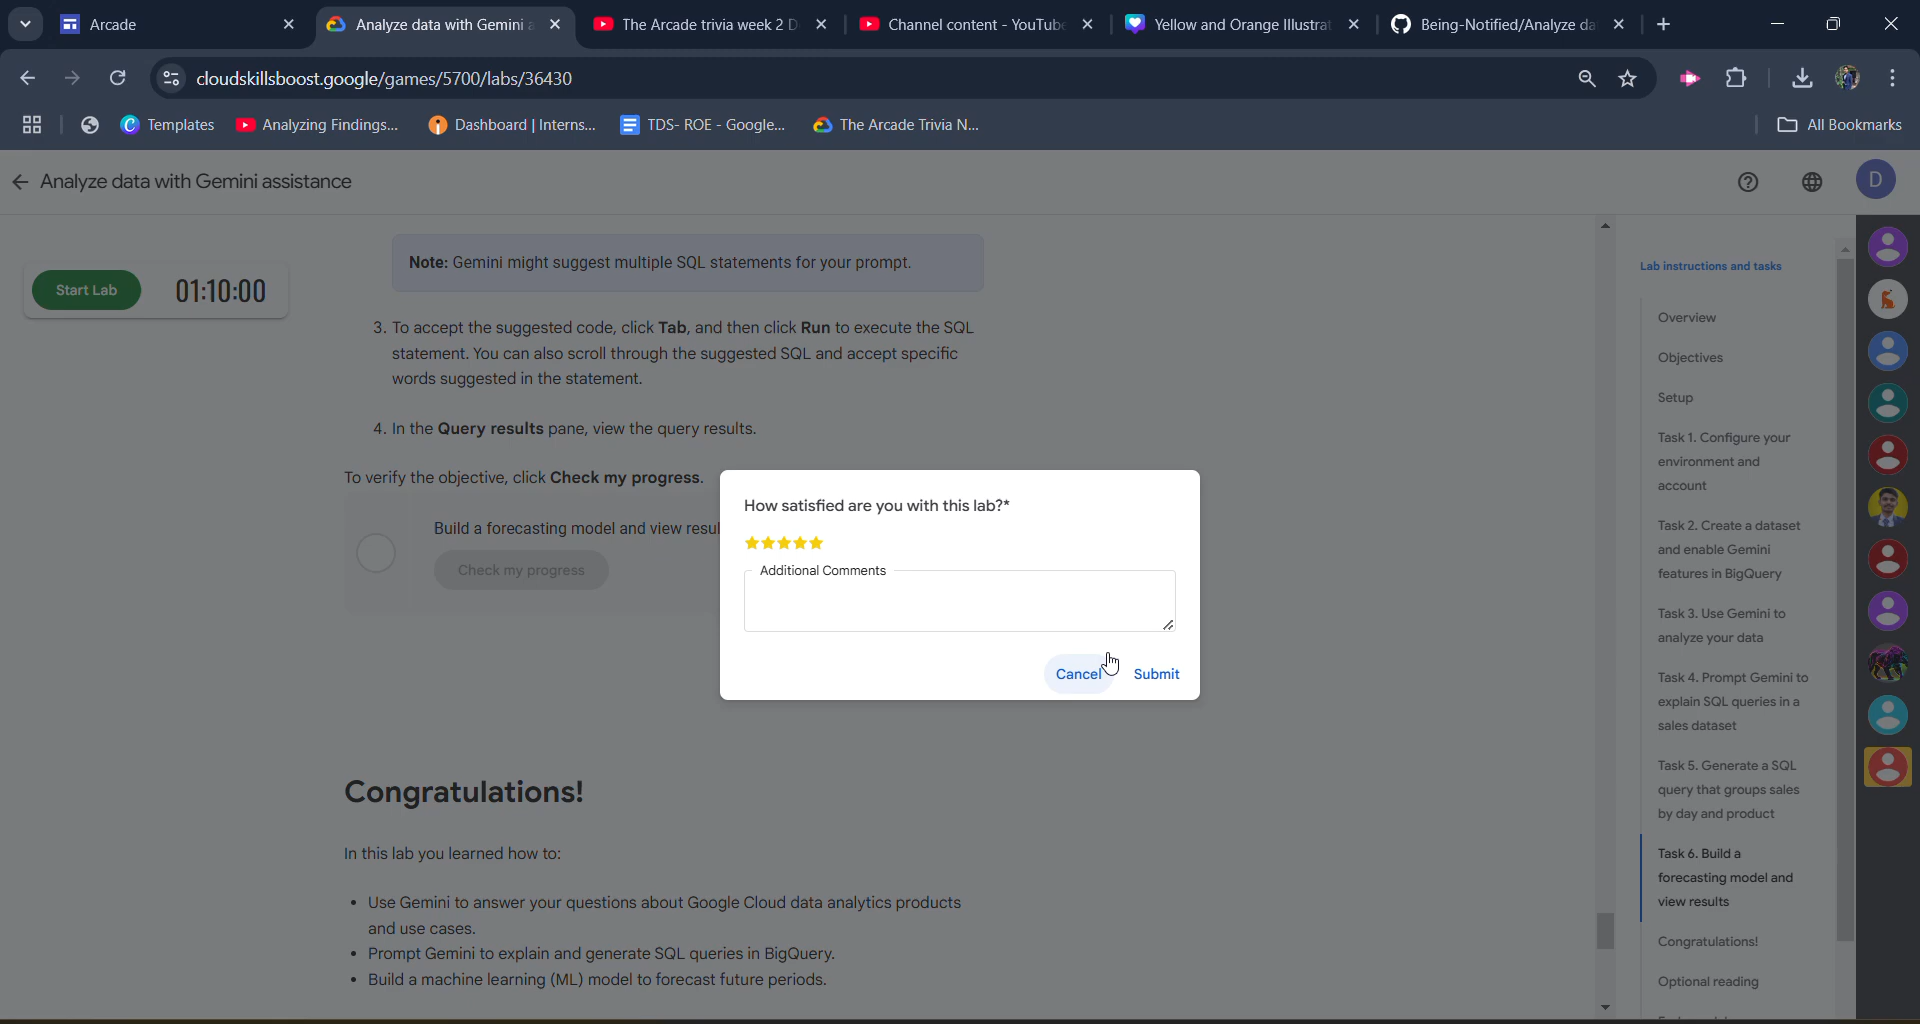 Arcade
Analyze data with Gemini a
The Arcade trivia week 2 D
Channel content - YouTube
Yellow and Orange Illustrat
Being-Notified/Analyze da
cloudskillsboost.google/games/5700/labs/36430
Templates
Analyzing Findings...
Dashboard | Interns...
TDS- ROE - Google...
The Arcade Trivia N...
All Bookmarks
Analyze data with Gemini assistance
D
Start Lab
01:10:00
Note: Gemini might suggest multiple SQL statements for your prompt.
3. To accept the suggested code, click Tab, and then click Run to execute the SQL
statement. You can also scroll through the suggested SQL and accept specific
words suggested in the statement.
4. In the Query results pane, view the query results.
To verify the objective, click Check my progress.
Build a forecasting model and view resul
Check my progress
How satisfied are you with this lab?*
Additional Comments
Cancel
Submit
Congratulations!
In this lab you learned how to:
• Use Gemini to answer your questions about Google Cloud data analytics products
and use cases.
• Prompt Gemini to explain and generate SQL queries in BigQuery.
• Build a machine learning (ML) model to forecast future periods.
Lab instructions and tasks
Overview
Objectives
Setup
Task 1. Configure your
environment and
account
Task 2. Create a dataset
and enable Gemini
features in BigQuery
Task 3. Use Gemini to
analyze your data
Task 4. Prompt Gemini to
explain SQL queries in a
sales dataset
Task 5. Generate a SQL
query that groups sales
by day and product
Task 6. Build a
forecasting model and
view results
Congratulations!
Optional reading